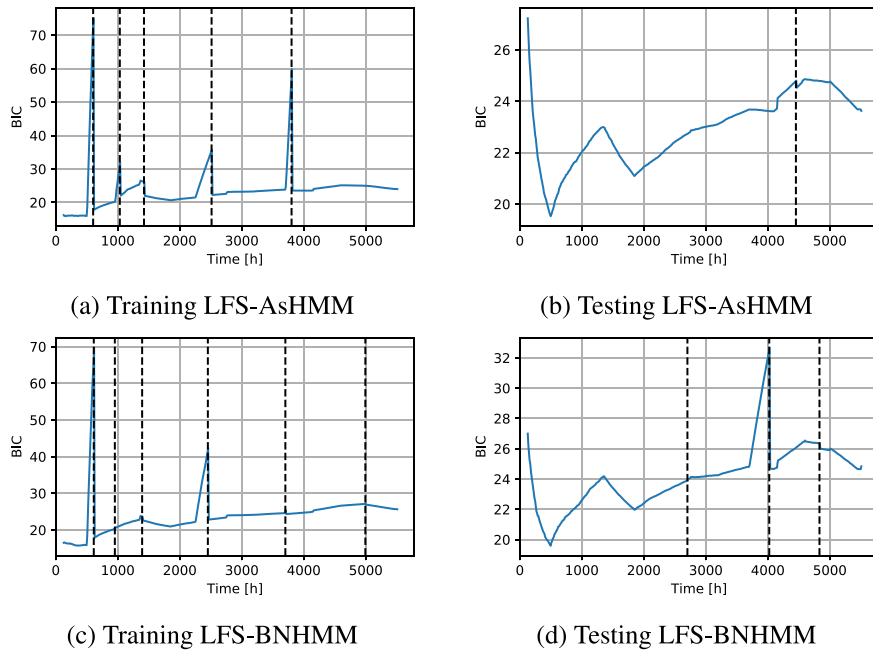 70
60
50
40
30
20
BIC
0 1000 2000 3000 4000 5000
Time [h]
(a) Training LFS-AsHMM
26
24
22
20
BIC
0 1000 2000 3000 4000 5000
Time [h]
(b) Testing LFS-AsHMM
70
60
50
40
30
20
BIC
0 1000 2000 3000 4000 5000
Time [h]
(c) Training LFS-BNHMM
32
30
28
26
24
22
20
BIC
0 1000 2000 3000 4000 5000
Time [h]
(d) Testing LFS-BNHMM